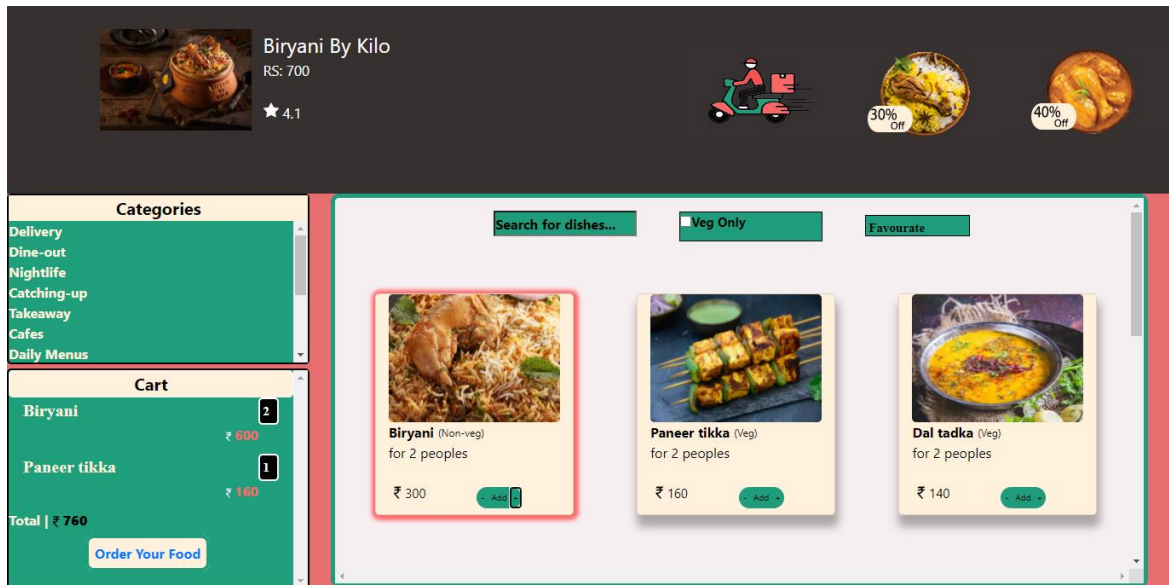 Biryani By Kilo
RS: 700
4.1
30%
Off
40%
Off
Categories
Delivery
Dine-out
Nightlife
Catching-up
Takeaway
Cafes
Daily Menus
Cart
Biryani 2
₹ 600
Paneer tikka 1
₹ 160
Total | ₹ 760
Order Your Food
Search for dishes...
Veg Only
Favourate
Biryani (Non-veg)
for 2 peoples
₹ 300
- Add +
Paneer tikka (Veg)
for 2 peoples
₹ 160
- Add +
Dal tadka (Veg)
for 2 peoples
₹ 140
- Add +